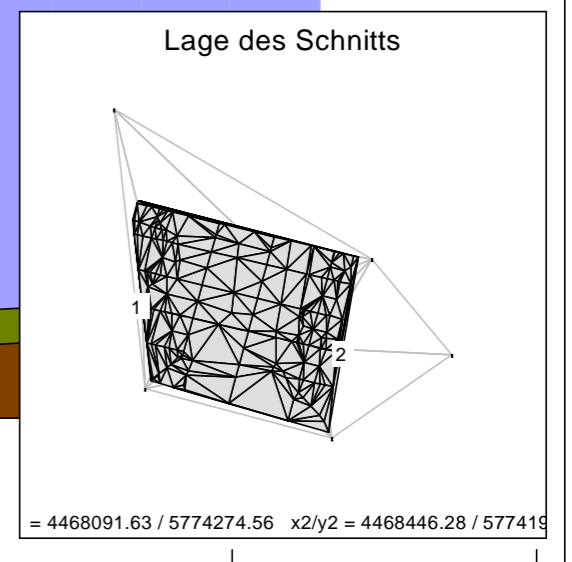 Lage des Schnitts
1
2
= 4468091.63 / 5774274.56 x2/y2 = 4468446.28 / 577419